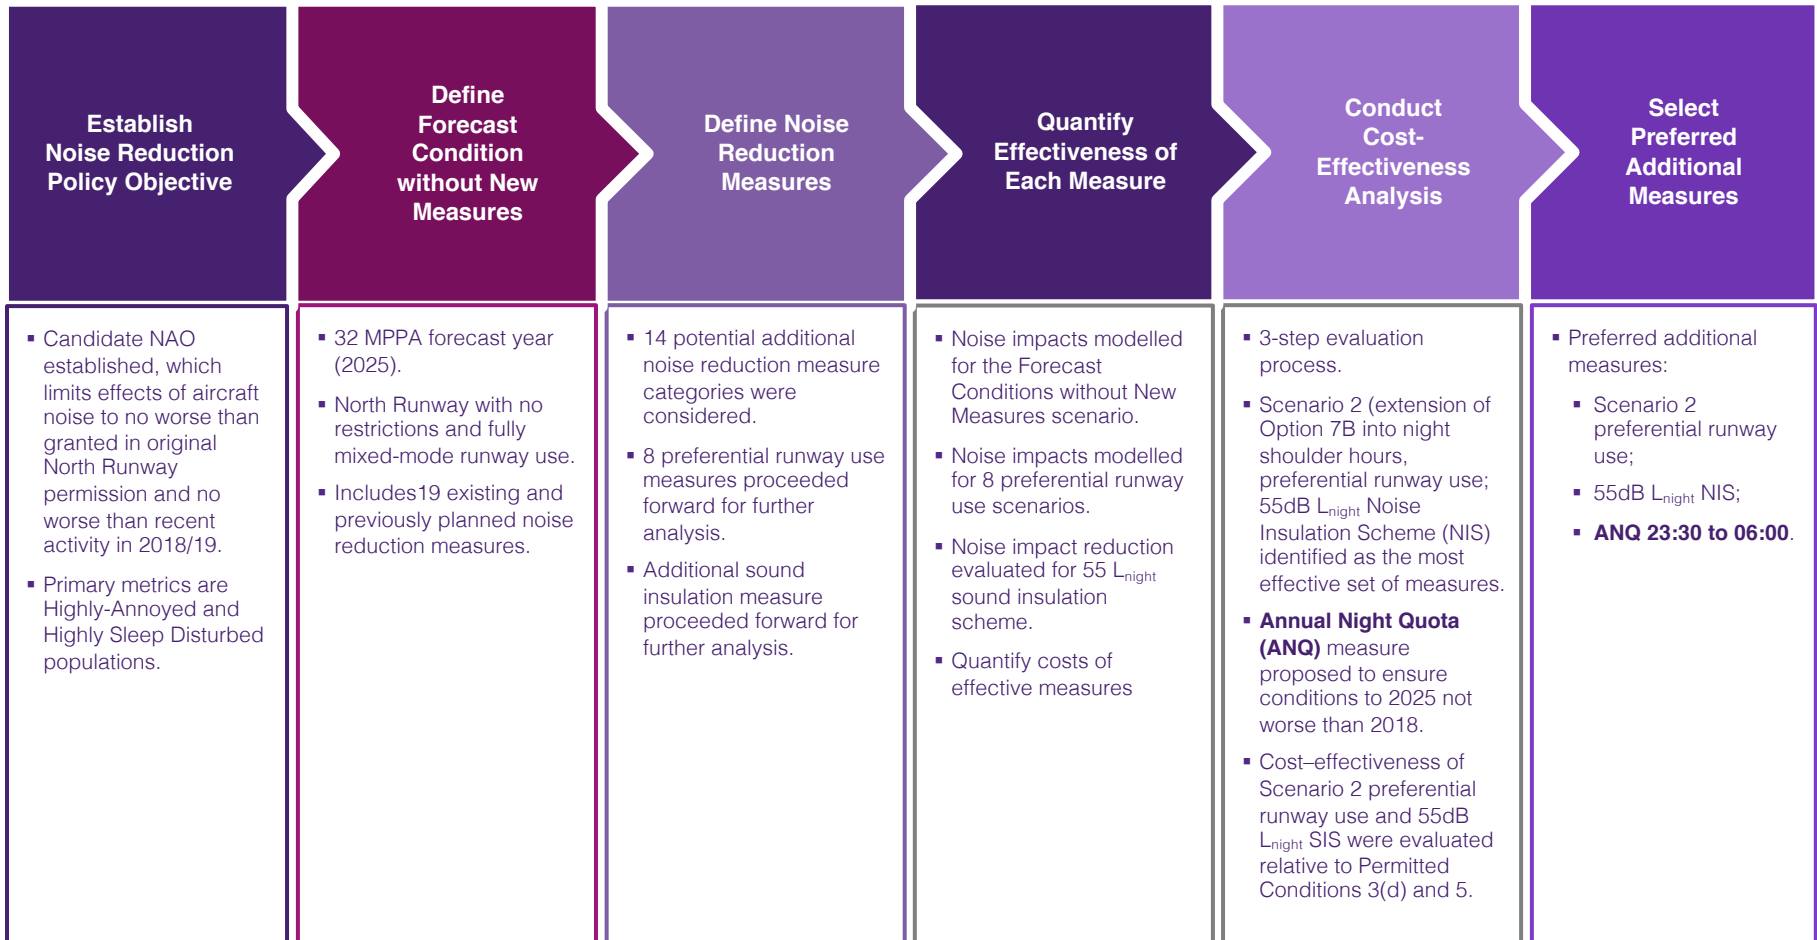 Establish
Noise Reduction
Policy Objective
Define
Forecast
Condition
without New
Measures
Define Noise
Reduction
Measures
Quantify
Effectiveness of
Each Measure
Conduct
Cost-
Effectiveness
Analysis
Select
Preferred
Additional
Measures
▪ Candidate NAO
established, which
limits effects of aircraft
noise to no worse than
granted in original
North Runway
permission and no
worse than recent
activity in 2018/19.
▪ Primary metrics are
Highly-Annoyed and
Highly Sleep Disturbed
populations.
▪ 32 MPPA forecast year
(2025).
▪ North Runway with no
restrictions and fully
mixed-mode runway use.
▪ Includes19 existing and
previously planned noise
reduction measures.
▪ 14 potential additional
noise reduction measure
categories were
considered.
▪ 8 preferential runway use
measures proceeded
forward for further
analysis.
▪ Additional sound
insulation measure
proceeded forward for
further analysis.
▪ Noise impacts modelled
for the Forecast
Conditions without New
Measures scenario.
▪ Noise impacts modelled
for 8 preferential runway
use scenarios.
▪ Noise impact reduction
evaluated for 55 Lnight
sound insulation
scheme.
▪ Quantify costs of
effective measures
▪ 3-step evaluation
process.
▪ Scenario 2 (extension of
Option 7B into night
shoulder hours,
preferential runway use;
55dB Lnight Noise
Insulation Scheme (NIS)
identified as the most
effective set of measures.
▪ Annual Night Quota
(ANQ) measure
proposed to ensure
conditions to 2025 not
worse than 2018.
▪ Cost–effectiveness of
Scenario 2 preferential
runway use and 55dB
Lnight SIS were evaluated
relative to Permitted
Conditions 3(d) and 5.
▪ Preferred additional
measures:
▪ Scenario 2
preferential runway
use;
▪ 55dB Lnight NIS;
▪ ANQ 23:30 to 06:00.